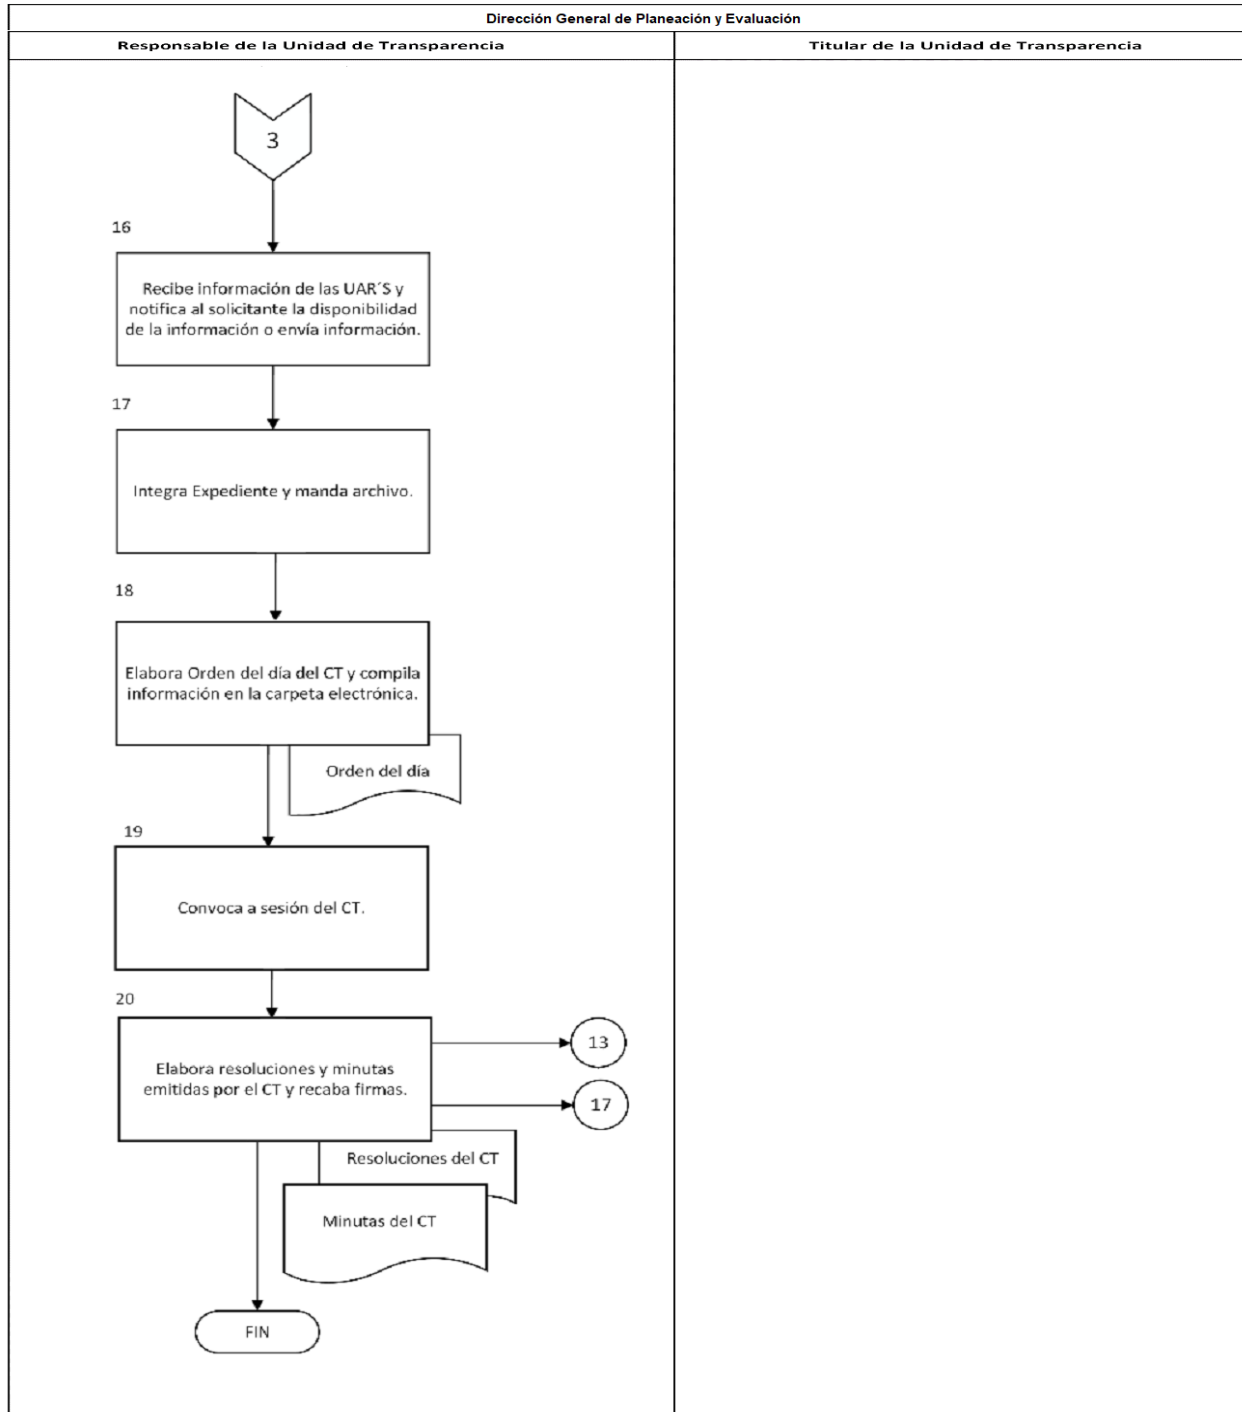 Dirección General de Planeación y Evaluación
Responsable de la Unidad de Transparencia
Titular de la Unidad de Transparencia
3
16
Recibe información de las UAR´S y
notifica al solicitante la disponibilidad
de la información o envía información.
17
Integra Expediente y manda archivo.
18
Elabora Orden del día del CT y compila
información en la carpeta electrónica.
Orden del día
19
Convoca a sesión del CT.
20
Elabora resoluciones y minutas
emitidas por el CT y recaba firmas.
13
17
Resoluciones del CT
Minutas del CT
FIN